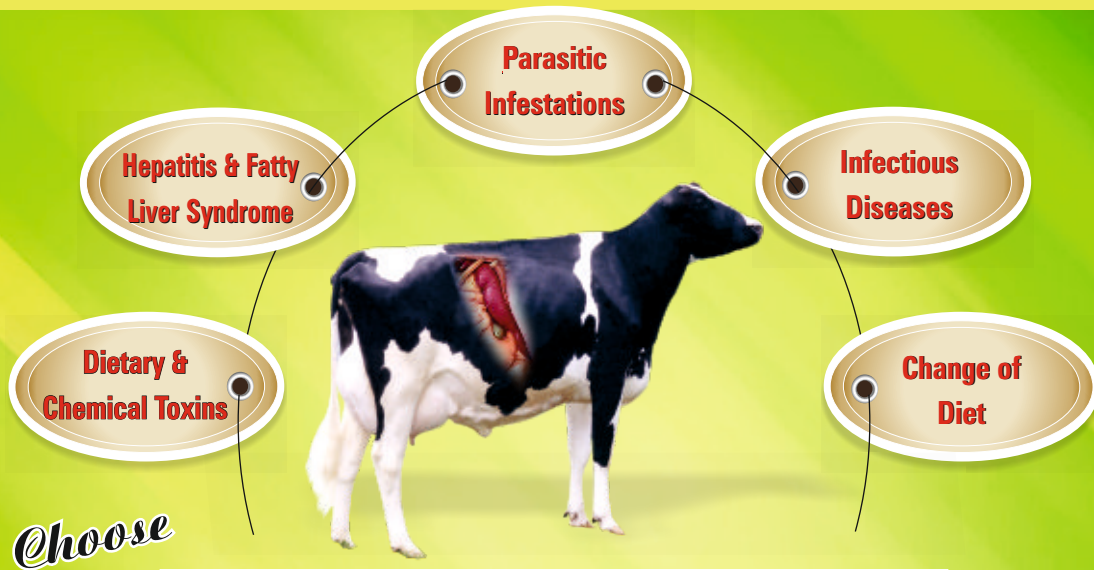 Parasitic
Infestations
Hepatitis & Fatty
Liver Syndrome
Infectious
Diseases
Dietary &
Chemical Toxins
Change of
Diet
Choose